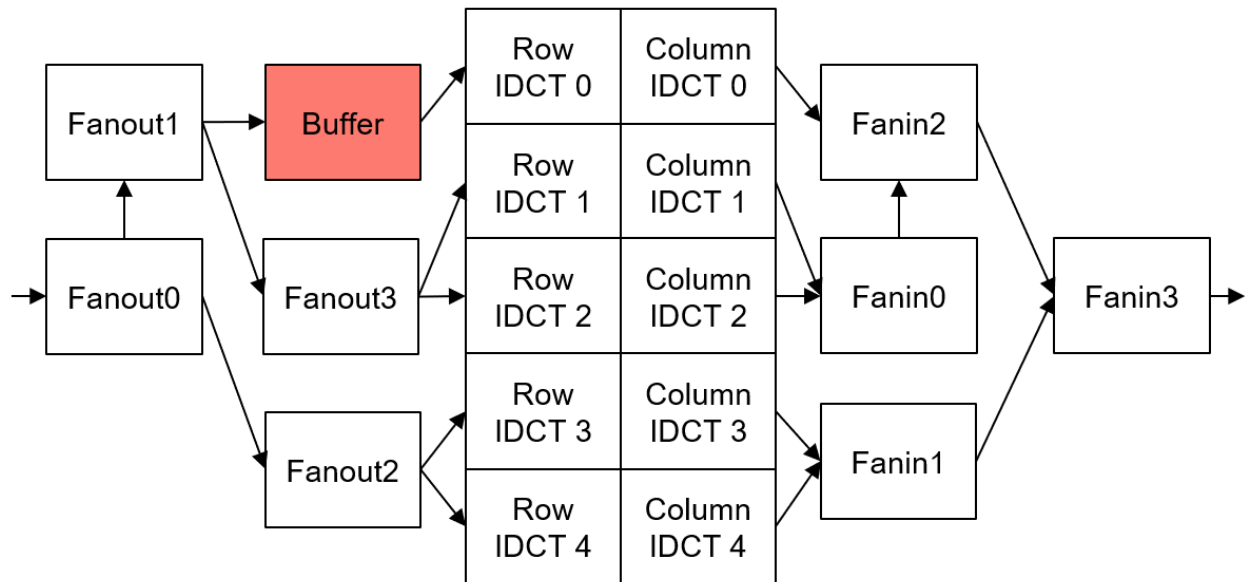 Row
IDCT 0
Column
IDCT 0
Fanout1
Buffer
Fanin2
Row
IDCT 1
Column
IDCT 1
Fanout0
Fanout3
Row
IDCT 2
Column
IDCT 2
Fanin0
Fanin3
Row
IDCT 3
Column
IDCT 3
Fanout2
Fanin1
Row
IDCT 4
Column
IDCT 4